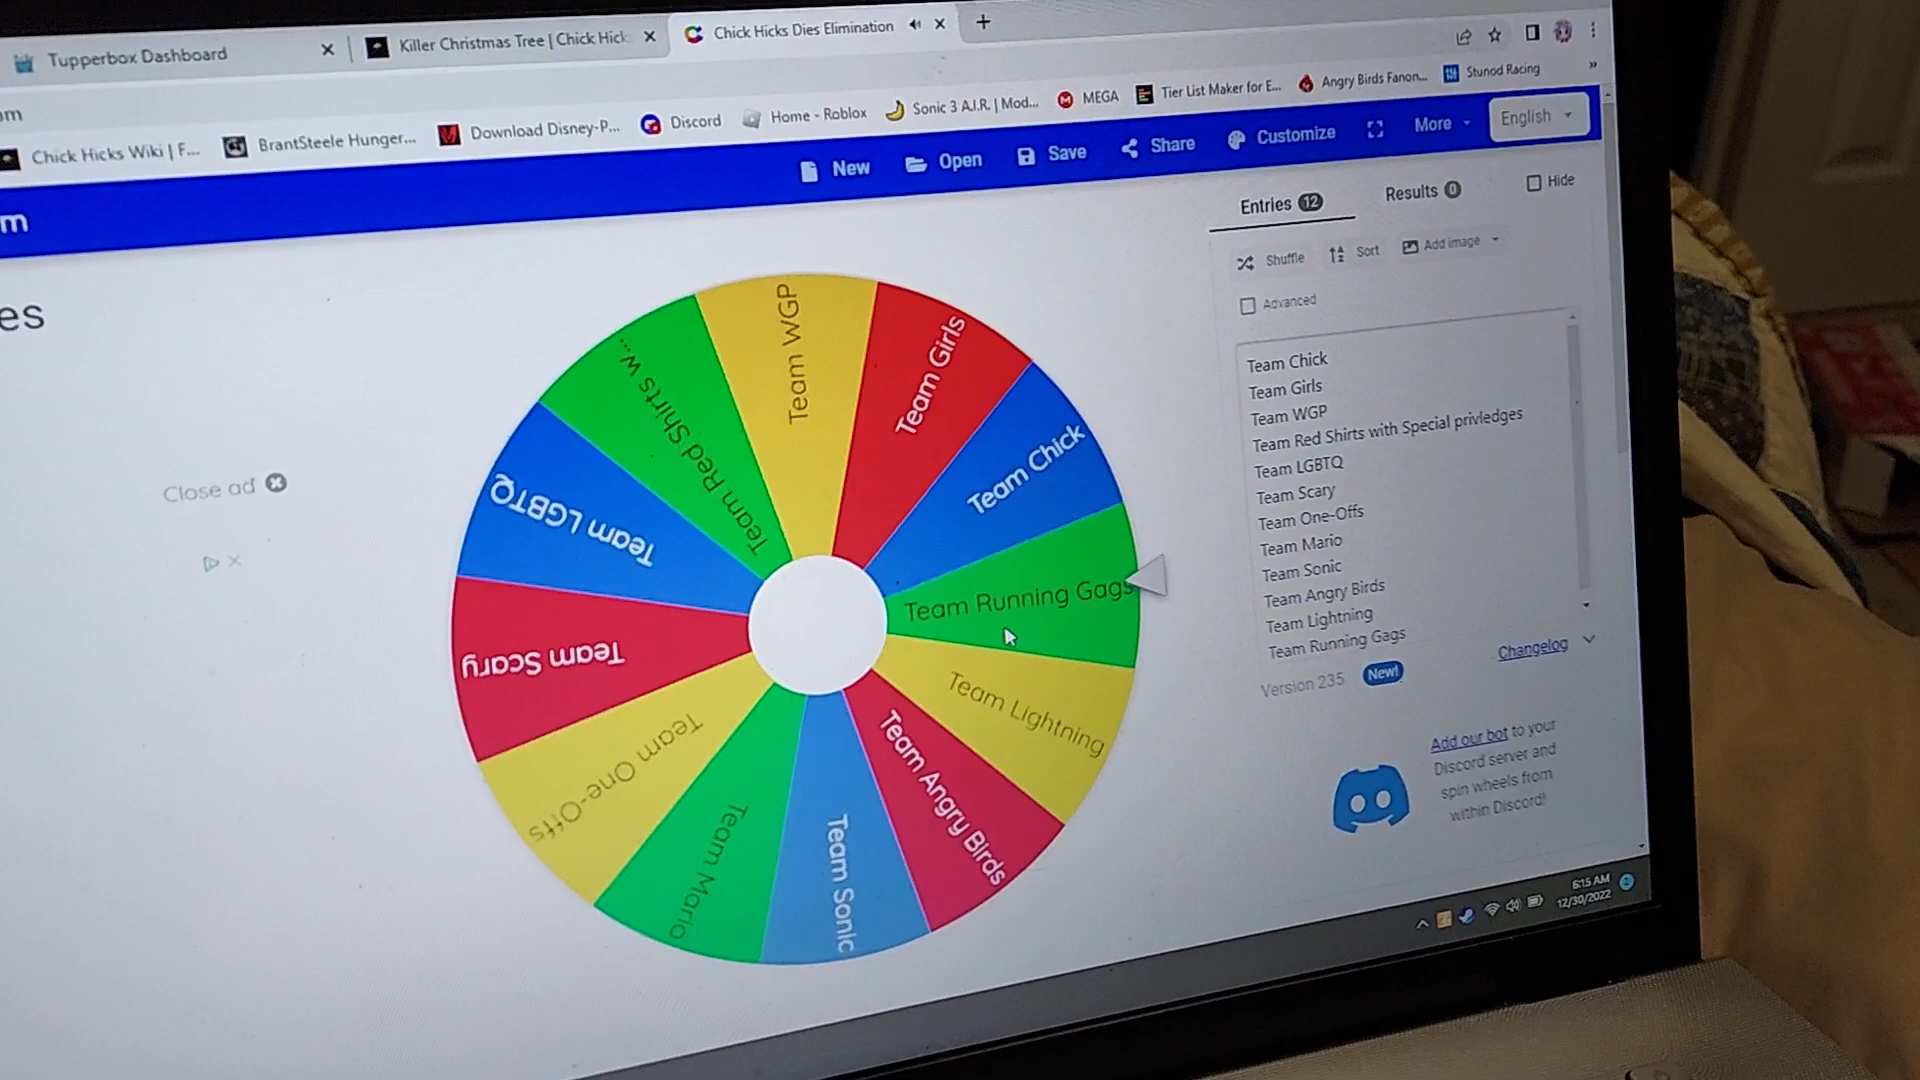 Tupperbox Dashboard
Killer Christmas Tree | Chick Hick
Chick Hicks Dies Elimination
om
Chick Hicks Wiki | F...
BrantSteele Hunger...
Download Disney-P...
Discord
Home - Roblox
Sonic 3 A.I.R. | Mod...
MEGA
Tier List Maker for E...
Angry Birds Fanon...
Stunod Racing
»
m
New
Open
Save
Share
Customize
More
English
es
Close ad
Entries 12
Results 0
Hide
Shuffle
Sort
Add image
Advanced
Team Chick
Team Girls
Team WGP
Team Red Shirts with Special privledges
Team LGBTQ
Team Scary
Team One-Offs
Team Mario
Team Sonic
Team Angry Birds
Team Lightning
Team Running Gags
Version 235
New!
Changelog
Add our bot to your
Discord server and
spin wheels from
within Discord!
Team WGP
Team Girls
Team Chick
Team Running Gags
Team Lightning
Team Angry Birds
Team Sonic
Team Mario
Team One-Offs
Team Scary
Team LGBTQ
Team Red Shirts w...
6:15 AM
12/30/2022
2